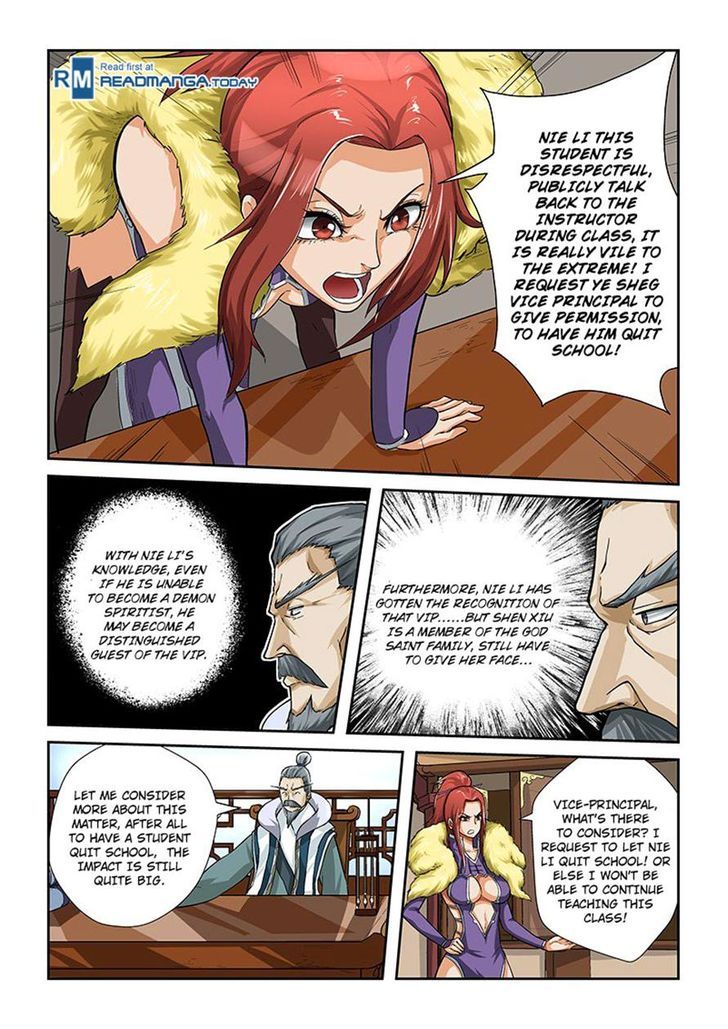 RM Read first at
READMANGA.TODAY
NIE LI THIS
STUDENT IS
DISRESPECTFUL,
PUBLICLY TALK
BACK TO THE
INSTRUCTOR
DURING CLASS, IT
IS REALLY VILE TO
THE EXTREME! I
REQUEST YE SHEG
VICE PRINCIPAL TO
GIVE PERMISSION,
TO HAVE HIM QUIT
SCHOOL!
WITH NIE LI'S
KNOWLEDGE, EVEN
IF HE IS UNABLE
TO BECOME A DEMON
SPIRITIST, HE
MAY BECOME A
DISTINGUISHED
GUEST OF THE VIP.
FURTHERMORE, NIE LI HAS
GOTTEN THE RECOGNITION OF
THAT VIP......BUT SHEN XIU
IS A MEMBER OF THE GOD
SAINT FAMILY, STILL HAVE
TO GIVE HER FACE...
LET ME CONSIDER
MORE ABOUT THIS
MATTER, AFTER ALL
TO HAVE A STUDENT
QUIT SCHOOL, THE
IMPACT IS STILL
QUITE BIG.
VICE-PRINCIPAL,
WHAT'S THERE
TO CONSIDER? I
REQUEST TO LET NIE
LI QUIT SCHOOL! OR
ELSE I WON'T BE
ABLE TO CONTINUE
TEACHING THIS
CLASS!